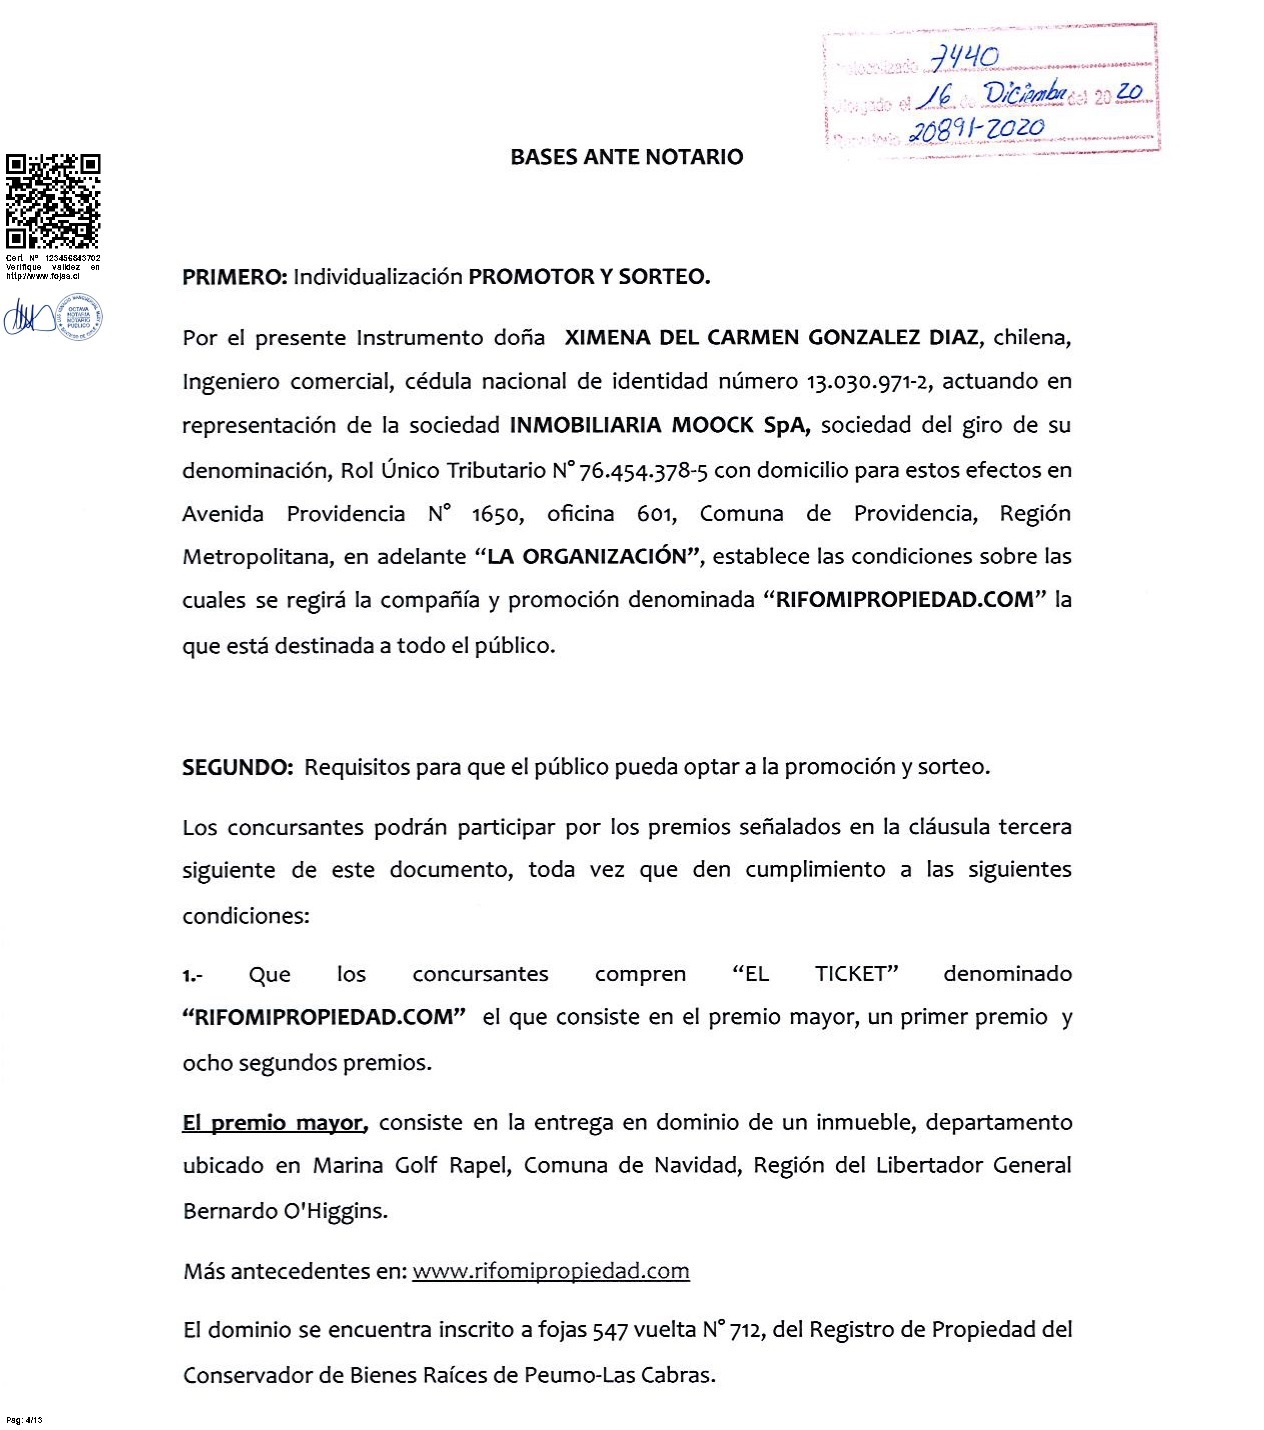 Protocolizado 7440
Otorgado el 16 de Diciembre del 2020
Repertorio 20891-2020
BASES ANTE NOTARIO
Cert Nº 123456843702
Verifique validez en
http://www.fojas.cl
OCTAVA
NOTARIA
NOTARIO
PUBLICO
PRIMERO: Individualización PROMOTOR Y SORTEO.
Por el presente Instrumento doña XIMENA DEL CARMEN GONZALEZ DIAZ, chilena,
Ingeniero comercial, cédula nacional de identidad número 13.030.971-2, actuando en
representación de la sociedad INMOBILIARIA MOOCK SpA, sociedad del giro de su
denominación, Rol Único Tributario N° 76.454.378-5 con domicilio para estos efectos en
Avenida Providencia N° 1650, oficina 601, Comuna de Providencia, Región
Metropolitana, en adelante “LA ORGANIZACIÓN”, establece las condiciones sobre las
cuales se regirá la compañía y promoción denominada “RIFOMIPROPIEDAD.COM” la
que está destinada a todo el público.
SEGUNDO: Requisitos para que el público pueda optar a la promoción y sorteo.
Los concursantes podrán participar por los premios señalados en la cláusula tercera
siguiente de este documento, toda vez que den cumplimiento a las siguientes
condiciones:
1.- Que los concursantes compren “EL TICKET” denominado
“RIFOMIPROPIEDAD.COM” el que consiste en el premio mayor, un primer premio y
ocho segundos premios.
El premio mayor, consiste en la entrega en dominio de un inmueble, departamento
ubicado en Marina Golf Rapel, Comuna de Navidad, Región del Libertador General
Bernardo O'Higgins.
Más antecedentes en: www.rifomipropiedad.com
El dominio se encuentra inscrito a fojas 547 vuelta N° 712, del Registro de Propiedad del
Conservador de Bienes Raíces de Peumo-Las Cabras.
Pag: 4/13